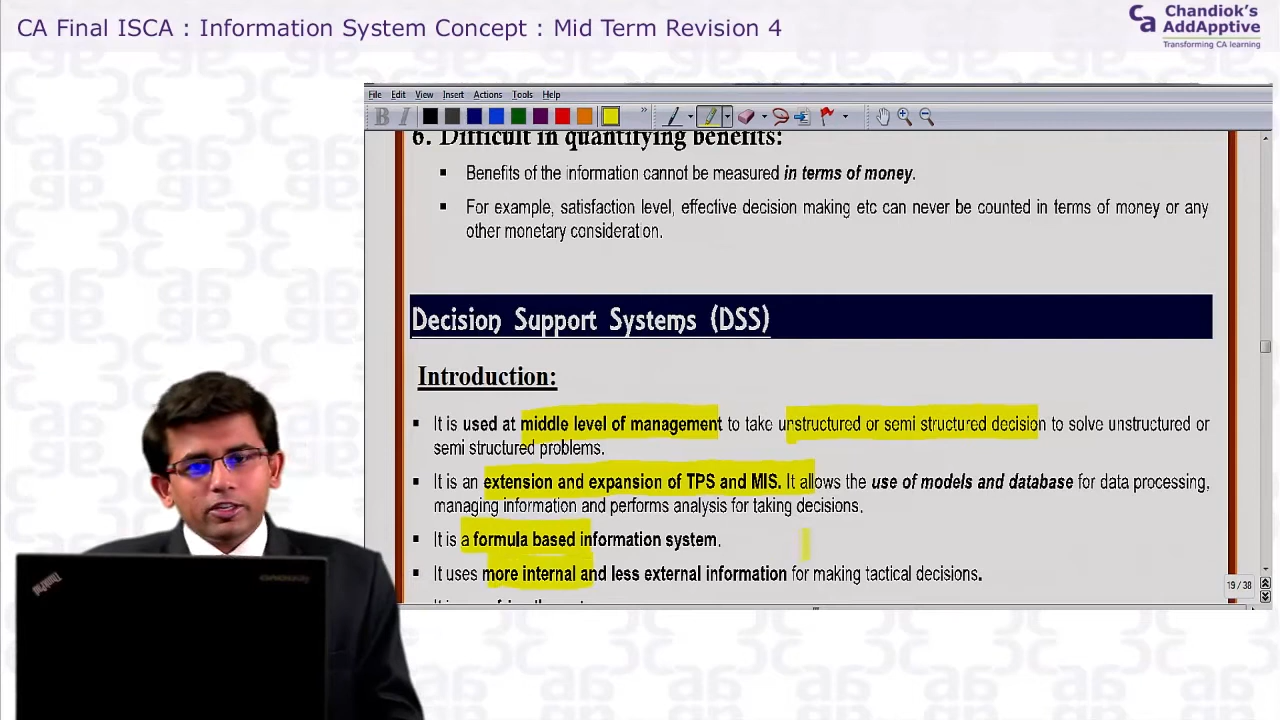 CA Final ISCA : Information System Concept : Mid Term Revision 4
Ca Chandiok's
AddApptive
Transforming CA learning
File Edit View Insert Actions Tools Help
B I
6. Difficult in quantifying benefits:
▪ Benefits of the information cannot be measured in terms of money.
▪ For example, satisfaction level, effective decision making etc can never be counted in terms of money or any
other monetary consideration.
Decision Support Systems (DSS)
Introduction:
▪ It is used at middle level of management to take unstructured or semi structured decision to solve unstructured or
semi structured problems.
▪ It is an extension and expansion of TPS and MIS. It allows the use of models and database for data processing,
managing information and performs analysis for taking decisions.
▪ It is a formula based information system.
▪ It uses more internal and less external information for making tactical decisions.
19 / 38
ThinkPad